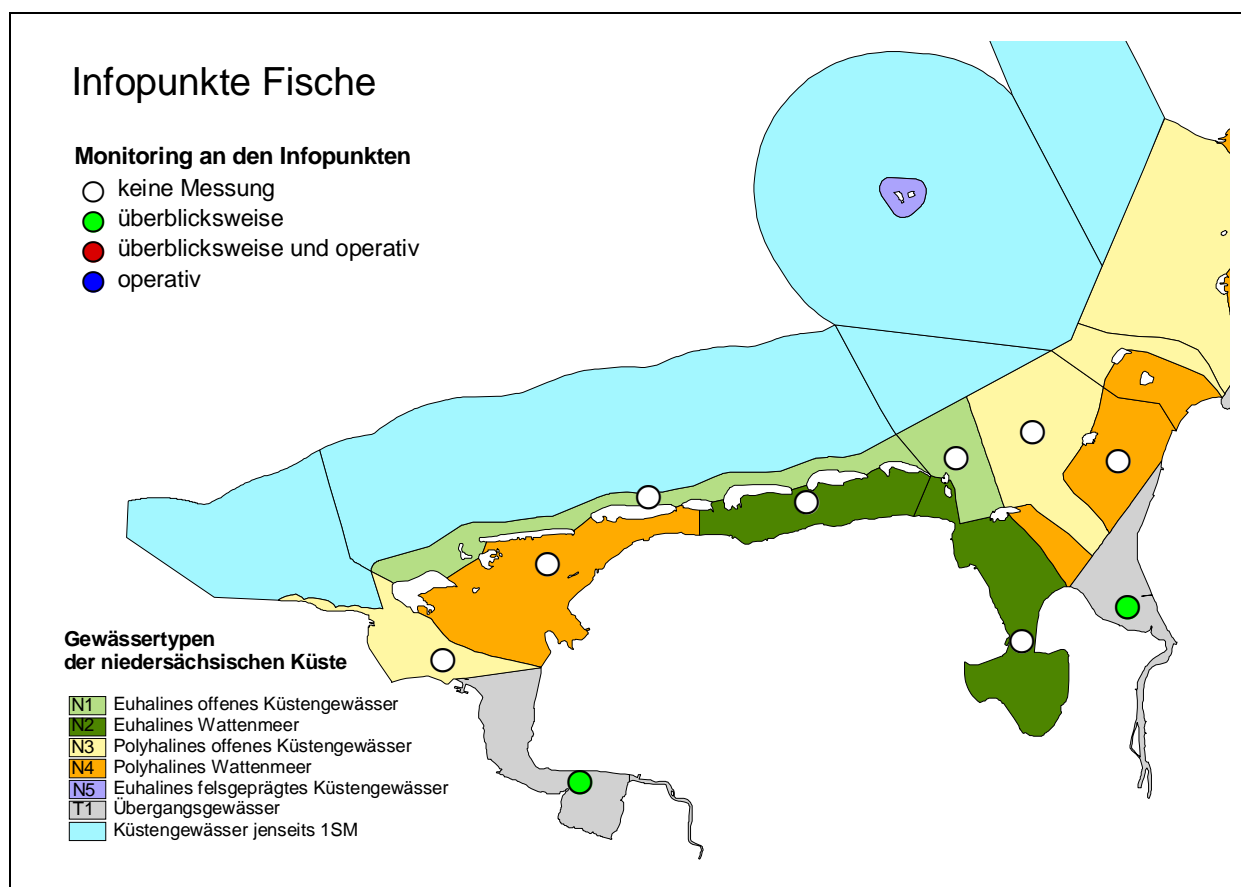 Infopunkte Fische
Monitoring an den Infopunkten
keine Messung
überblicksweise
überblicksweise und operativ
operativ
Gewässertypen
der niedersächsischen Küste
N1 Euhalines offenes Küstengewässer
N2 Euhalines Wattenmeer
N3 Polyhalines offenes Küstengewässer
N4 Polyhalines Wattenmeer
N5 Euhalines felsgeprägtes Küstengewässer
T1 Übergangsgewässer
Küstengewässer jenseits 1SM